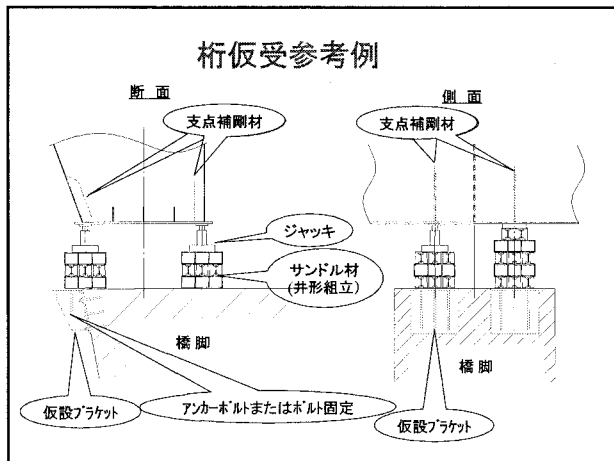 桁仮受参考例
断面
側面
支点補剛材
支点補剛材
ジャッキ
サンドル材
(井形組立)
橋脚
橋脚
仮設ブラケット
アンカーボルトまたはボルト固定
仮設ブラケット